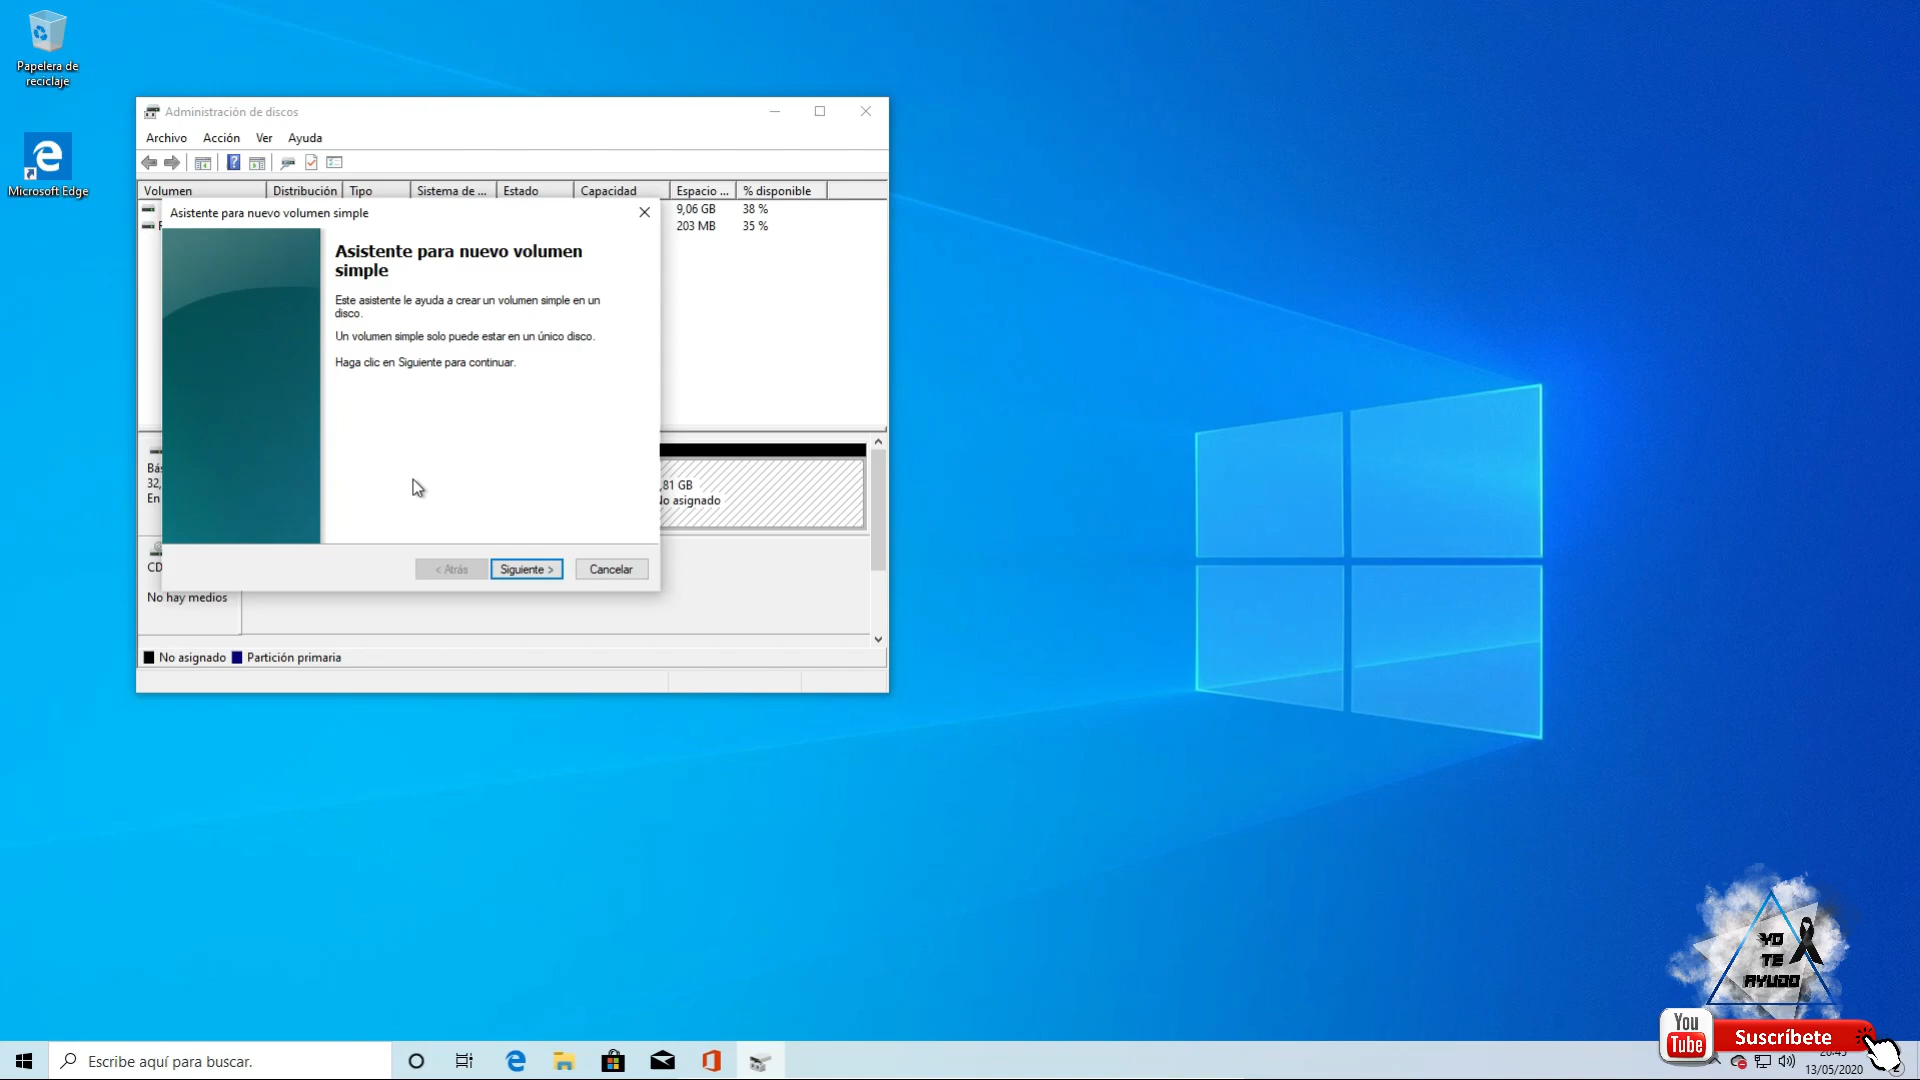 Papelera de
reciclaje
Microsoft Edge
Administración de discos
Archivo Acción Ver Ayuda
Volumen Distribución Tipo Sistema de ... Estado Capacidad Espacio ... % disponible
9,06 GB 38 %
203 MB 35 %
Asistente para nuevo volumen simple
Asistente para nuevo volumen
simple
Este asistente le ayuda a crear un volumen simple en un
disco.
Un volumen simple solo puede estar en un único disco.
Haga clic en Siguiente para continuar.
< Atrás Siguiente > Cancelar
Bás
32,
En
,81 GB
No asignado
CD
No hay medios
No asignado Partición primaria
YO
TE
AYUDO
You
Tube
Suscríbete
Escribe aquí para buscar.
13/05/2020